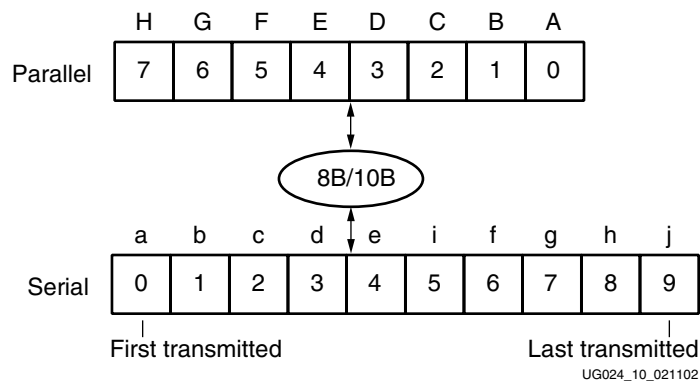 H G F E D C B A
Parallel 7 6 5 4 3 2 1 0
8B/10B
a b c d e i f g h j
Serial 0 1 2 3 4 5 6 7 8 9
First transmitted Last transmitted
UG024_10_021102